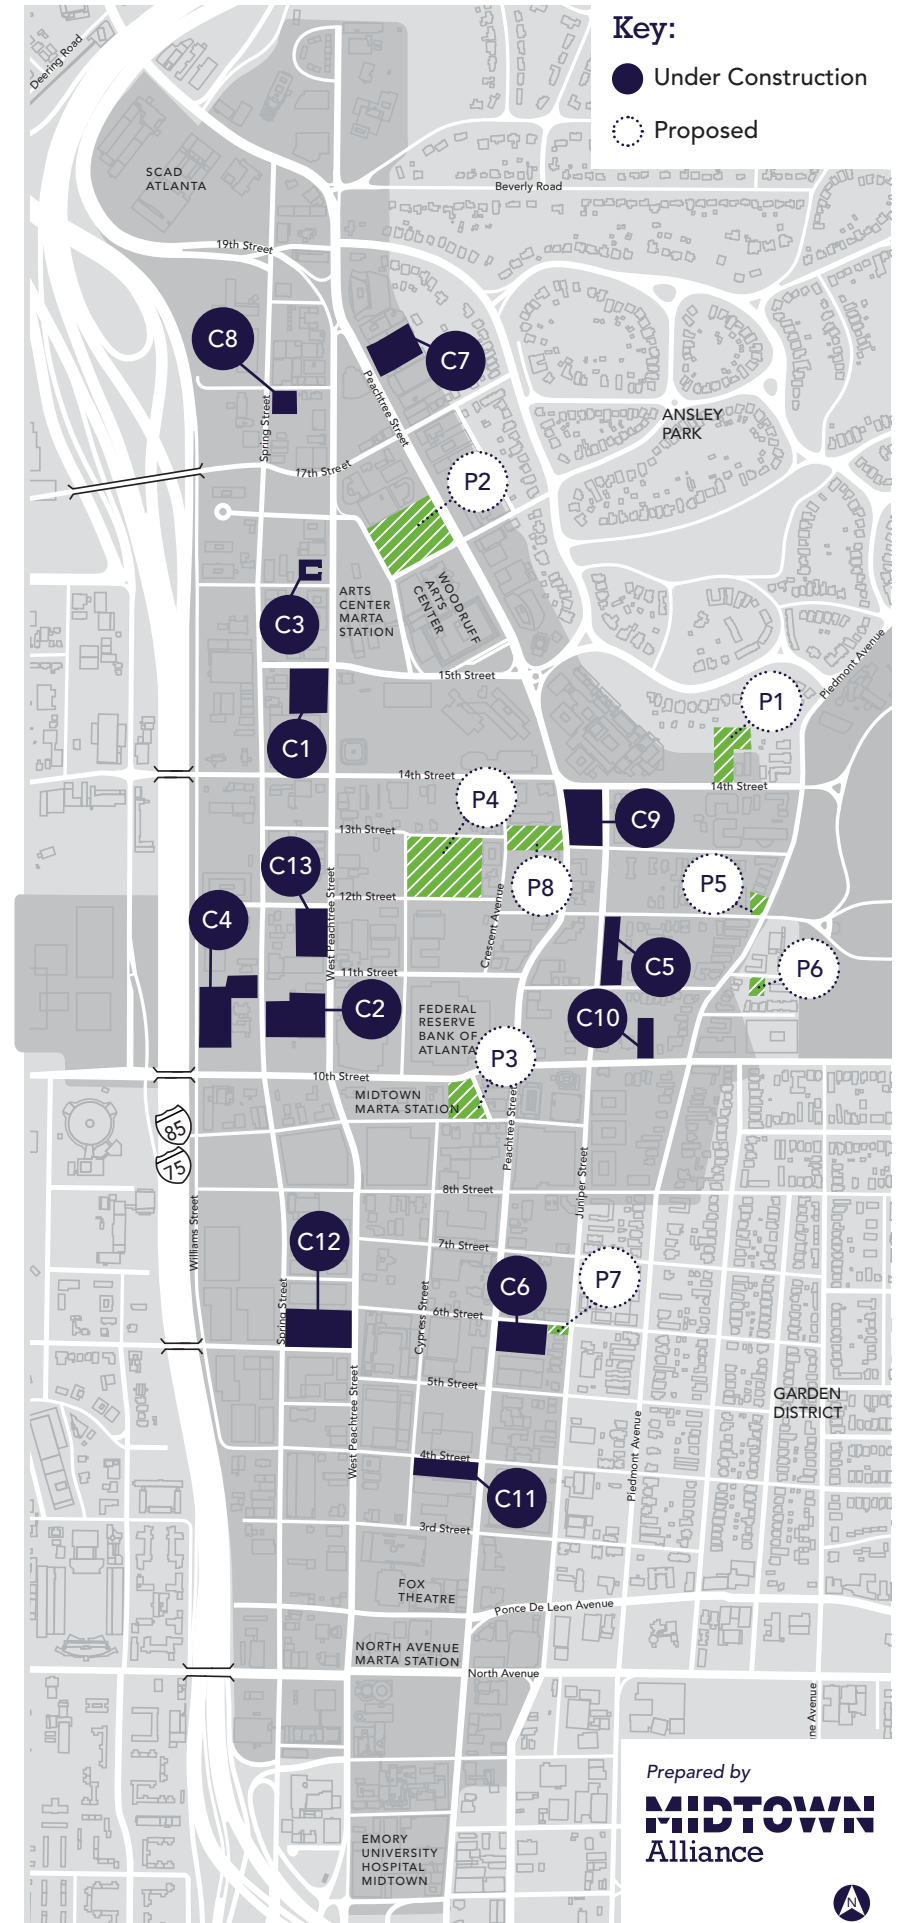 Key:
Under Construction
Proposed
Deering Road
SCAD
ATLANTA
Beverly Road
19th Street
C8
C7
Peachtree Street
Spring Street
ANSLEY
PARK
17th Street
P2
WOODRUFF
ARTS
CENTER
C3
ARTS
CENTER
MARTA
STATION
Piedmont Avenue
15th Street
P1
C1
14th Street
14th Street
P4
C9
13th Street
C13
P8
P5
12th Street
West Peachtree Street
Crescent Avenue
C4
C5
P6
11th Street
C2
C10
FEDERAL
RESERVE
BANK OF
ATLANTA
P3
10th Street
MIDTOWN
MARTA STATION
Peachtree Street
85
75
Juniper Street
8th Street
Williams Street
C12
7th Street
P7
C6
Spring Street
Cypress Street
6th Street
5th Street
GARDEN
DISTRICT
West Peachtree Street
Piedmont Avenue
4th Street
C11
3rd Street
FOX
THEATRE
Ponce De Leon Avenue
NORTH AVENUE
MARTA STATION
North Avenue
ne Avenue
Prepared by
MIDTOWN
Alliance
EMORY
UNIVERSITY
HOSPITAL
MIDTOWN
N